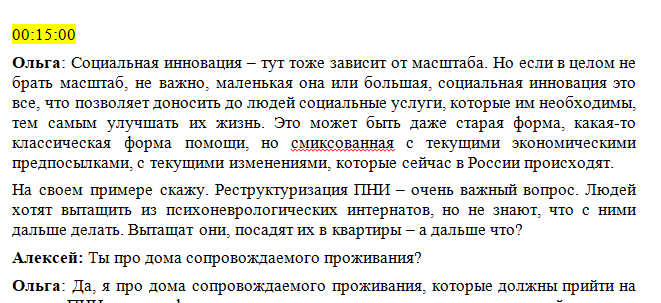 00:15:00
Ольга: Социальная инновация – тут тоже зависит от масштаба. Но если в целом не
брать масштаб, не важно, маленькая она или большая, социальная инновация это
все, что позволяет доносить до людей социальные услуги, которые им необходимы,
тем самым улучшать их жизнь. Это может быть даже старая форма, какая-то
классическая форма помощи, но смиксованная с текущими экономическими
предпосылками, с текущими изменениями, которые сейчас в России происходят.
На своем примере скажу. Реструктуризация ПНИ – очень важный вопрос. Людей
хотят вытащить из психоневрологических интернатов, но не знают, что с ними
дальше делать. Вытащат они, посадят их в квартиры – а дальше что?
Алексей: Ты про дома сопровождаемого проживания?
Ольга: Да, я про дома сопровождаемого проживания, которые должны прийти на